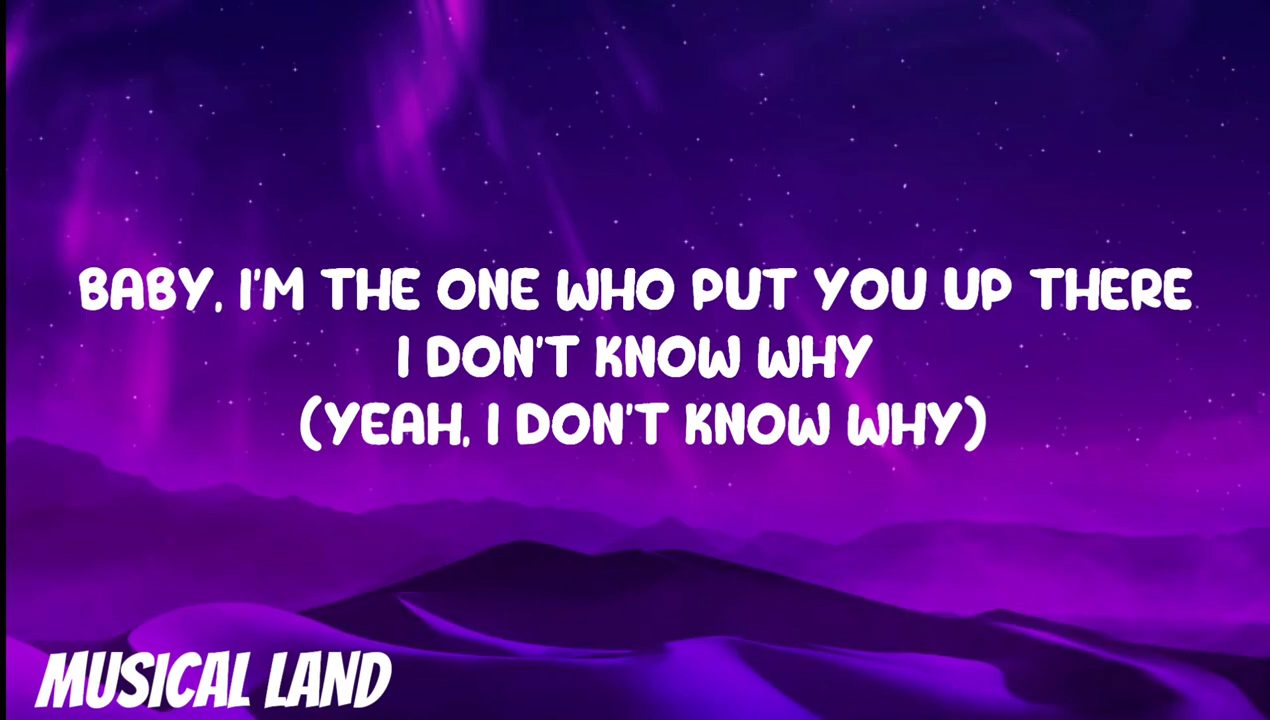 BABY, I'M THE ONE WHO PUT YOU UP THERE
I DON'T KNOW WHY
(YEAH, I DON'T KNOW WHY)
MUSICAL LAND